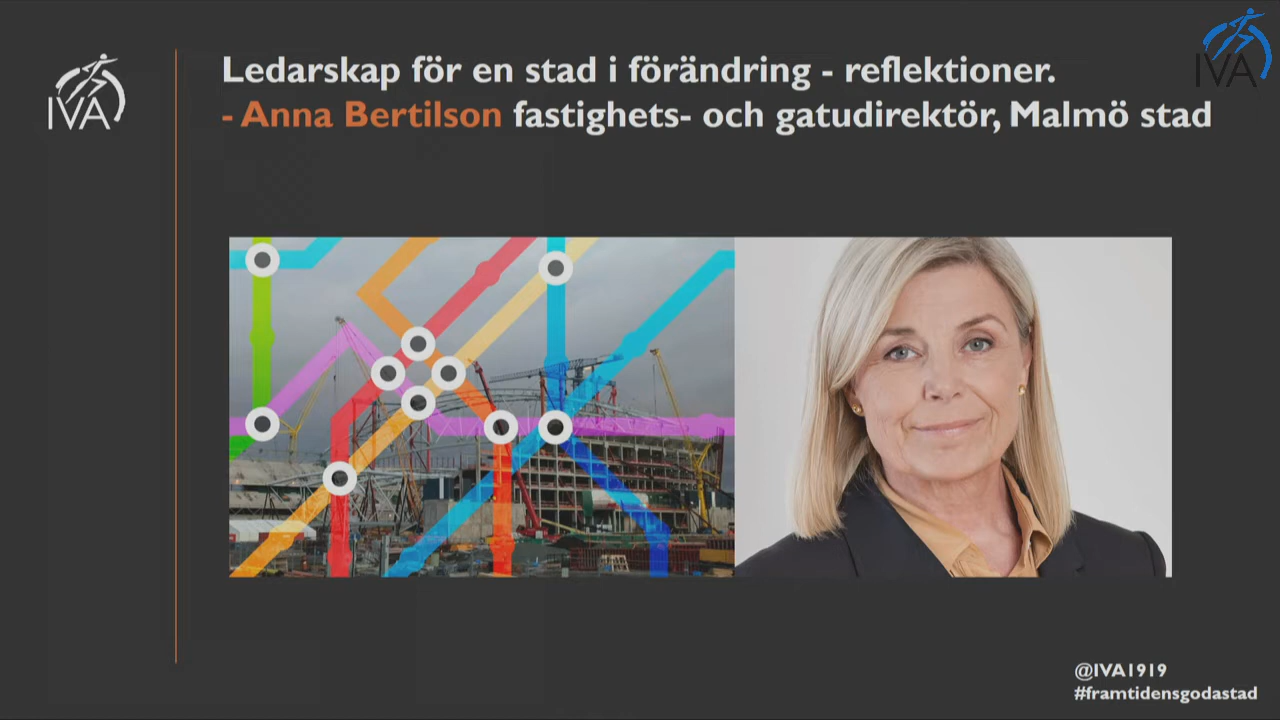 IVA
IVA
Ledarskap för en stad i förändring - reflektioner.
- Anna Bertilson fastighets- och gatudirektör, Malmö stad
@IVA1919
#framtidensgodastad